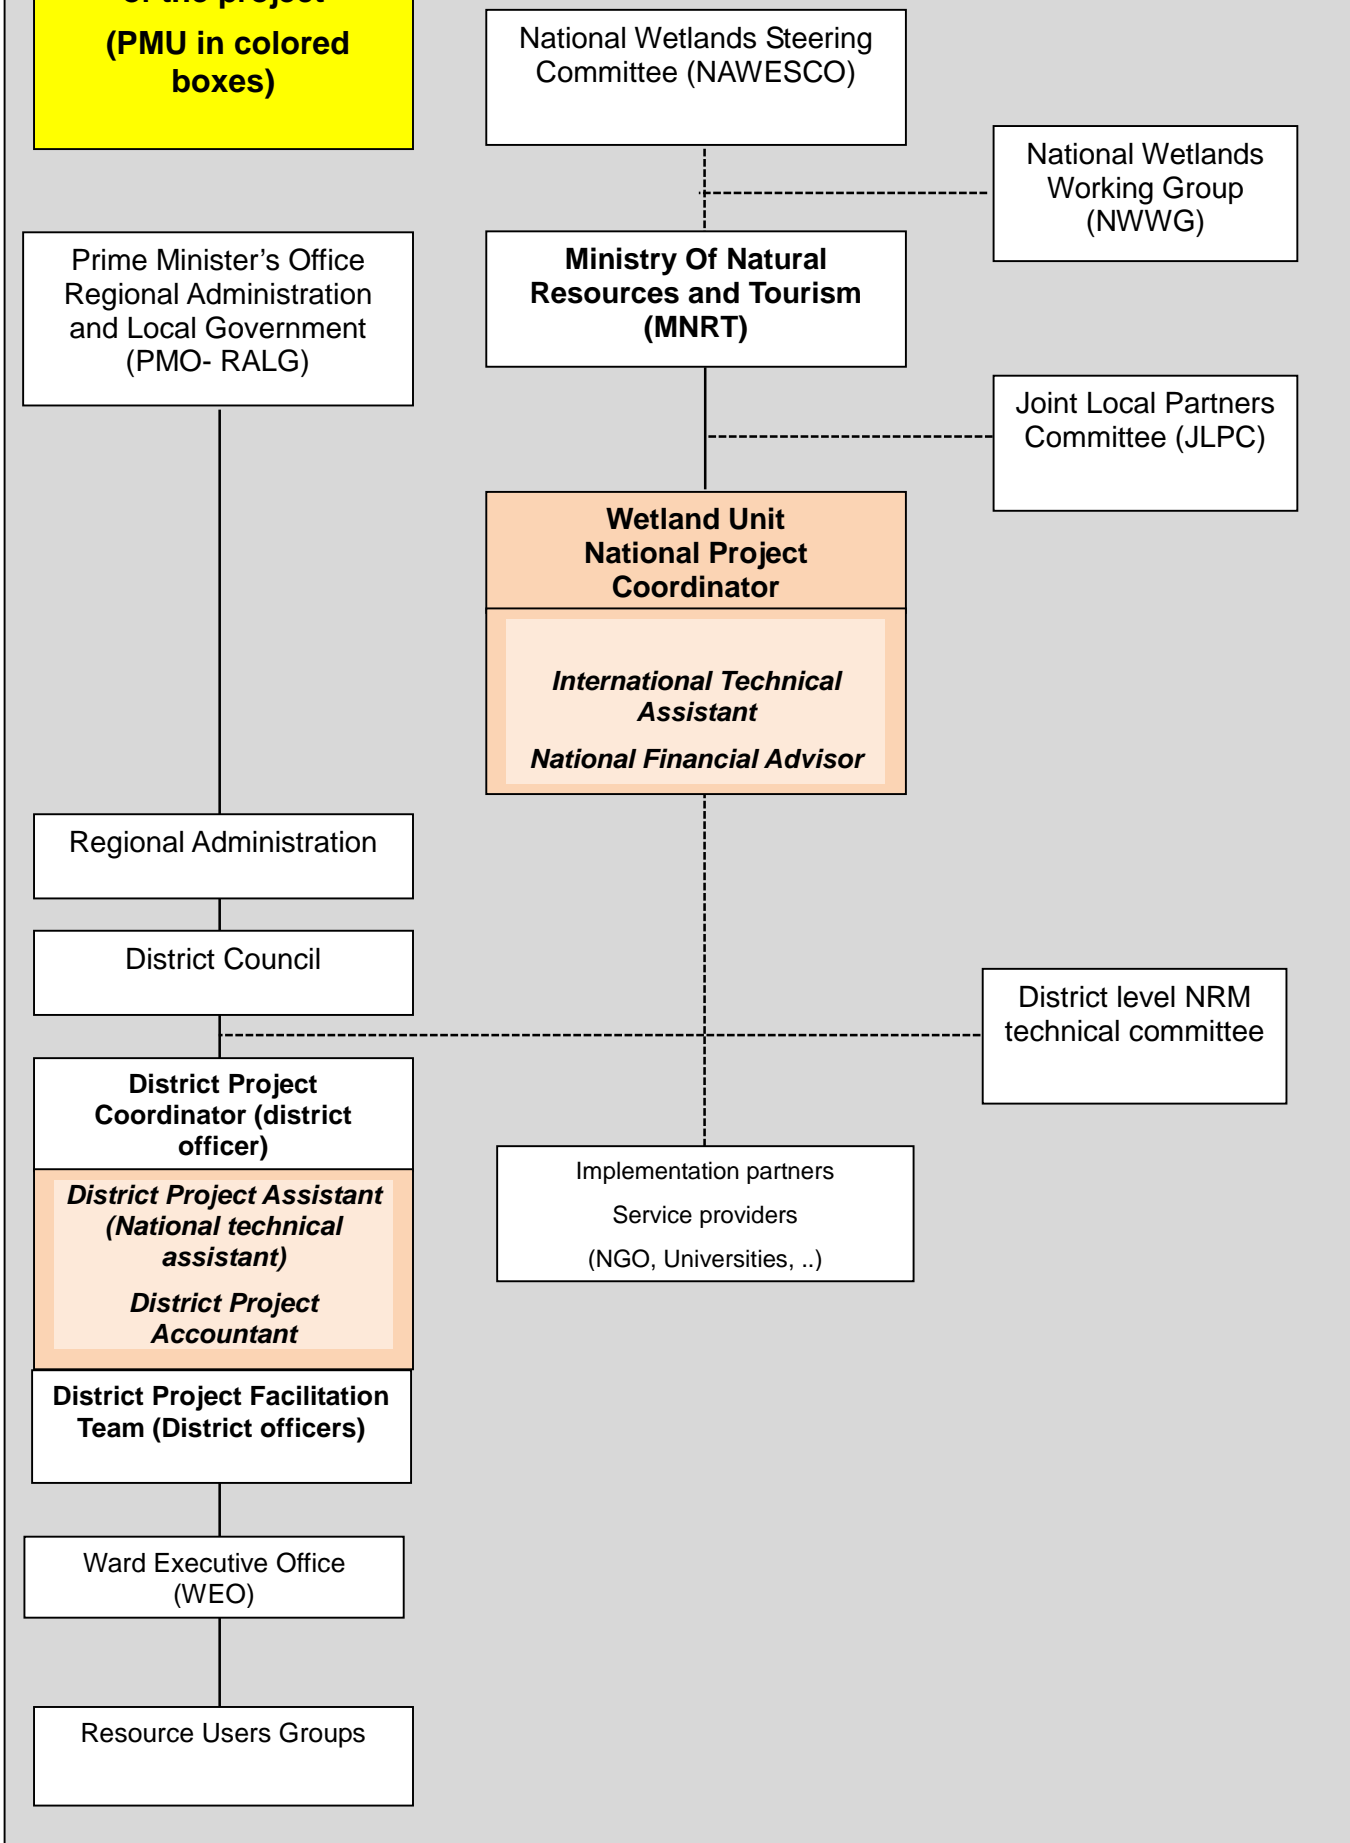 of the project
(PMU in colored
boxes)
National Wetlands Steering
Committee (NAWESCO)
National Wetlands
Working Group
(NWWG)
Prime Minister’s Office
Regional Administration
and Local Government
(PMO- RALG)
Ministry Of Natural
Resources and Tourism
(MNRT)
Joint Local Partners
Committee (JLPC)
Wetland Unit
National Project
Coordinator
International Technical
Assistant
National Financial Advisor
Regional Administration
District Council
District level NRM
technical committee
District Project
Coordinator (district
officer)
District Project Assistant
(National technical
assistant)
District Project
Accountant
Implementation partners
Service providers
(NGO, Universities, ..)
District Project Facilitation
Team (District officers)
Ward Executive Office
(WEO)
Resource Users Groups